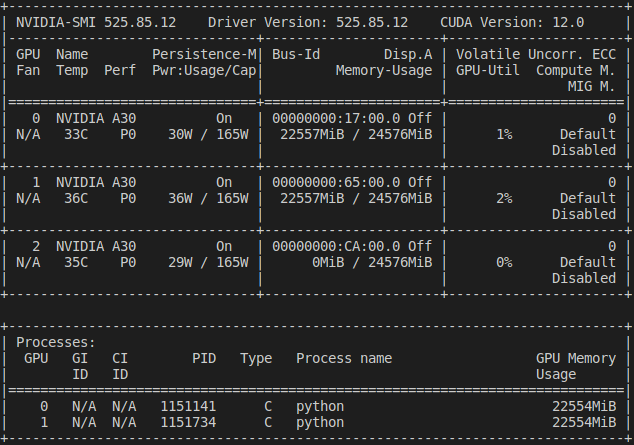 NVIDIA-SMI 525.85.12    Driver Version: 525.85.12    CUDA Version: 12.0
GPU  Name        Persistence-M| Bus-Id        Disp.A | Volatile Uncorr. ECC
Fan  Temp  Perf  Pwr:Usage/Cap|         Memory-Usage | GPU-Util  Compute M.
MIG M.
0  NVIDIA A30          On   | 00000000:17:00.0 Off |                    0
N/A   33C    P0    30W / 165W | 22557MiB / 24576MiB |      1%      Default
Disabled
1  NVIDIA A30          On   | 00000000:65:00.0 Off |                    0
N/A   36C    P0    36W / 165W | 22557MiB / 24576MiB |      2%      Default
Disabled
2  NVIDIA A30          On   | 00000000:CA:00.0 Off |                    0
N/A   35C    P0    29W / 165W |     0MiB / 24576MiB |      0%      Default
Disabled
Processes:
GPU   GI   CI        PID   Type   Process name                  GPU Memory
ID   ID                                                   Usage
0   N/A  N/A   1151141      C   python                          22554MiB
1   N/A  N/A   1151734      C   python                          22554MiB